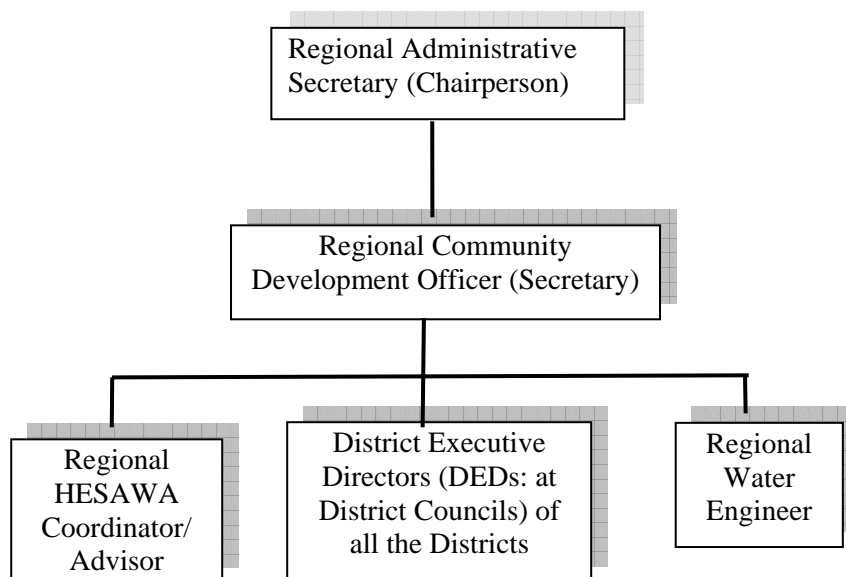 Regional Administrative
Secretary (Chairperson)
Regional Community
Development Officer (Secretary)
Regional
HESAWA
Coordinator/
Advisor
District Executive
Directors (DEDs: at
District Councils) of
all the Districts
Regional
Water
Engineer